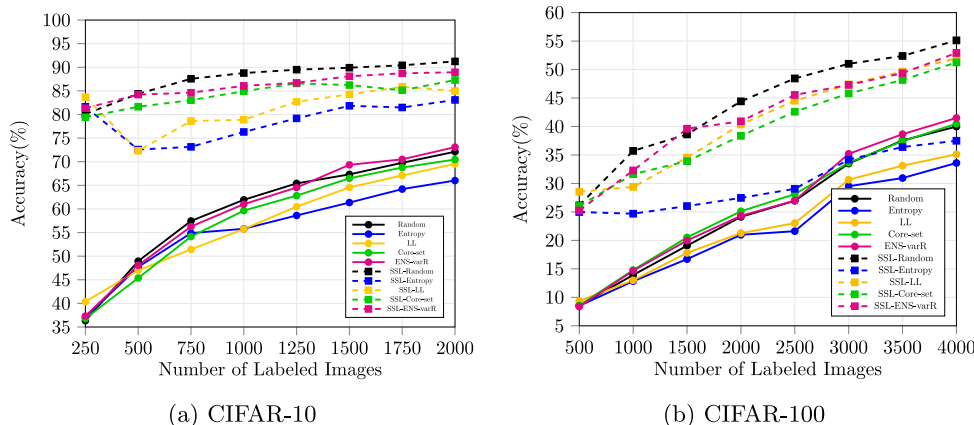 100
95
90
85
80
75
70
65
60
55
50
45
40
35
Accuracy(%)
250 500 750 1000 1250 1500 1750 2000
Number of Labeled Images
Random
Entropy
LL
Core-set
ENS-varR
SSL-Random
SSL-Entropy
SSL-LL
SSL-Core-set
SSL-ENS-varR
(a) CIFAR-10
60
55
50
45
40
35
30
25
20
15
10
5
Accuracy(%)
500 1000 1500 2000 2500 3000 3500 4000
Number of Labeled Images
Random
Entropy
LL
Core-set
ENS-varR
SSL-Random
SSL-Entropy
SSL-LL
SSL-Core-set
SSL-ENS-varR
(b) CIFAR-100